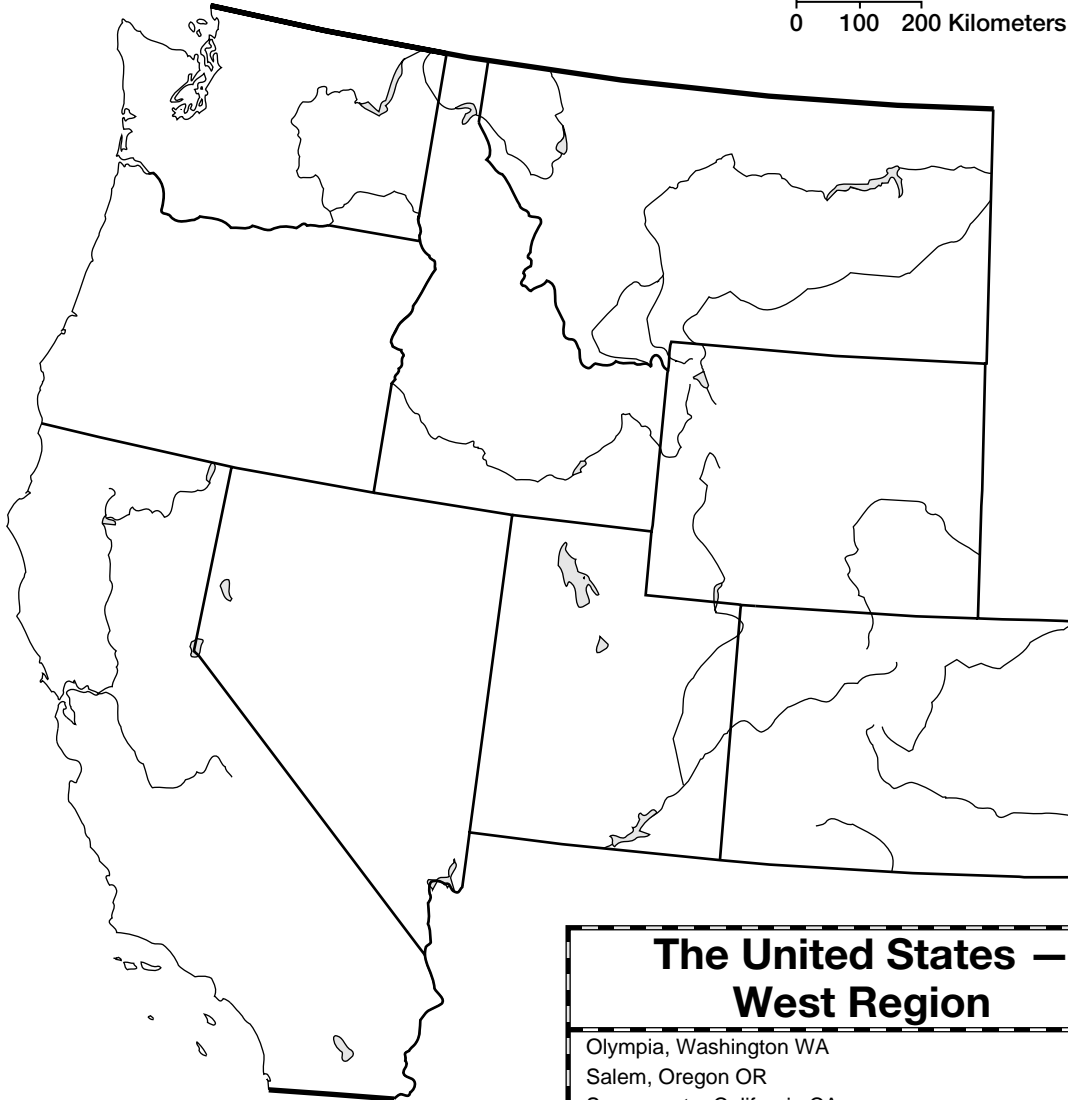 0 100 200 Kilometers
The United States —
West Region
Olympia, Washington WA
Salem, Oregon OR